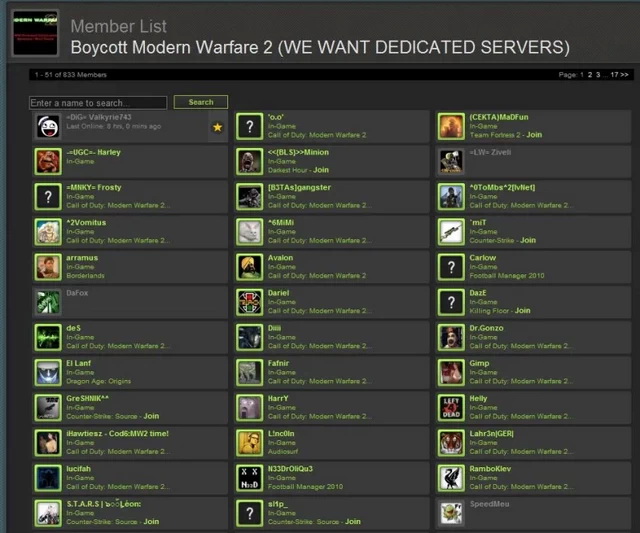 Member List
Boycott Modern Warfare 2 (WE WANT DEDICATED SERVERS)
1 - 51 of 833 Members
Page: 1 2 3 ... 17 >>
Enter a name to search...
Search
=DiG= Valkyrie743
Last Online: 8 hrs, 0 mins ago
'o.o'
In-Game
Call of Duty: Modern Warfare 2
(CEKTA)MaDFun
In-Game
Team Fortress 2 - Join
-=UGC=- Harley
In-Game
<<{BLS}>>Minion
In-Game
Darkest Hour - Join
=LW= Ziveli
=MNKY= Frosty
In-Game
Call of Duty: Modern Warfare 2...
[B3TAs]gangster
In-Game
Call of Duty: Modern Warfare 2...
In-Game
Call of Duty: Modern Warfare 2...
^2Vomitus
In-Game
Call of Duty: Modern Warfare 2...
^6MiMi
In-Game
Call of Duty: Modern Warfare 2...
`miT
In-Game
Counter-Strike - Join
arramus
In-Game
Borderlands
Avalon
In-Game
Call of Duty: Modern Warfare 2
Carlow
In-Game
Football Manager 2010
DaFox
Dariel
In-Game
Call of Duty: Modern Warfare 2...
DazE
In-Game
Killing Floor - Join
deS
In-Game
Call of Duty: Modern Warfare 2...
In-Game
Call of Duty: Modern Warfare 2...
Dr.Gonzo
In-Game
Call of Duty: Modern Warfare 2...
El Lanf
In-Game
Dragon Age: Origins
Fafnir
In-Game
Call of Duty: Modern Warfare 2...
Gimp
In-Game
Call of Duty: Modern Warfare 2...
GreSHNIK^^
In-Game
Counter-Strike: Source - Join
HarrY
In-Game
Call of Duty: Modern Warfare 2...
LEFT
DEAD
Helly
In-Game
Call of Duty: Modern Warfare 2...
iHawtiesz - Cod6:MW2 time!
In-Game
Call of Duty: Modern Warfare 2...
L!nc0ln
In-Game
Audiosurf
Lahr3n|GER|
In-Game
Call of Duty: Modern Warfare 2...
lucifah
In-Game
Call of Duty: Modern Warfare 2...
N33DrOliQu3
In-Game
Football Manager 2010
RamboKlev
In-Game
Call of Duty: Modern Warfare 2...
S.T.A.R.S |
In-Game
Counter-Strike: Source - Join
sl1p_
In-Game
Counter-Strike: Source - Join
SpeedMeu